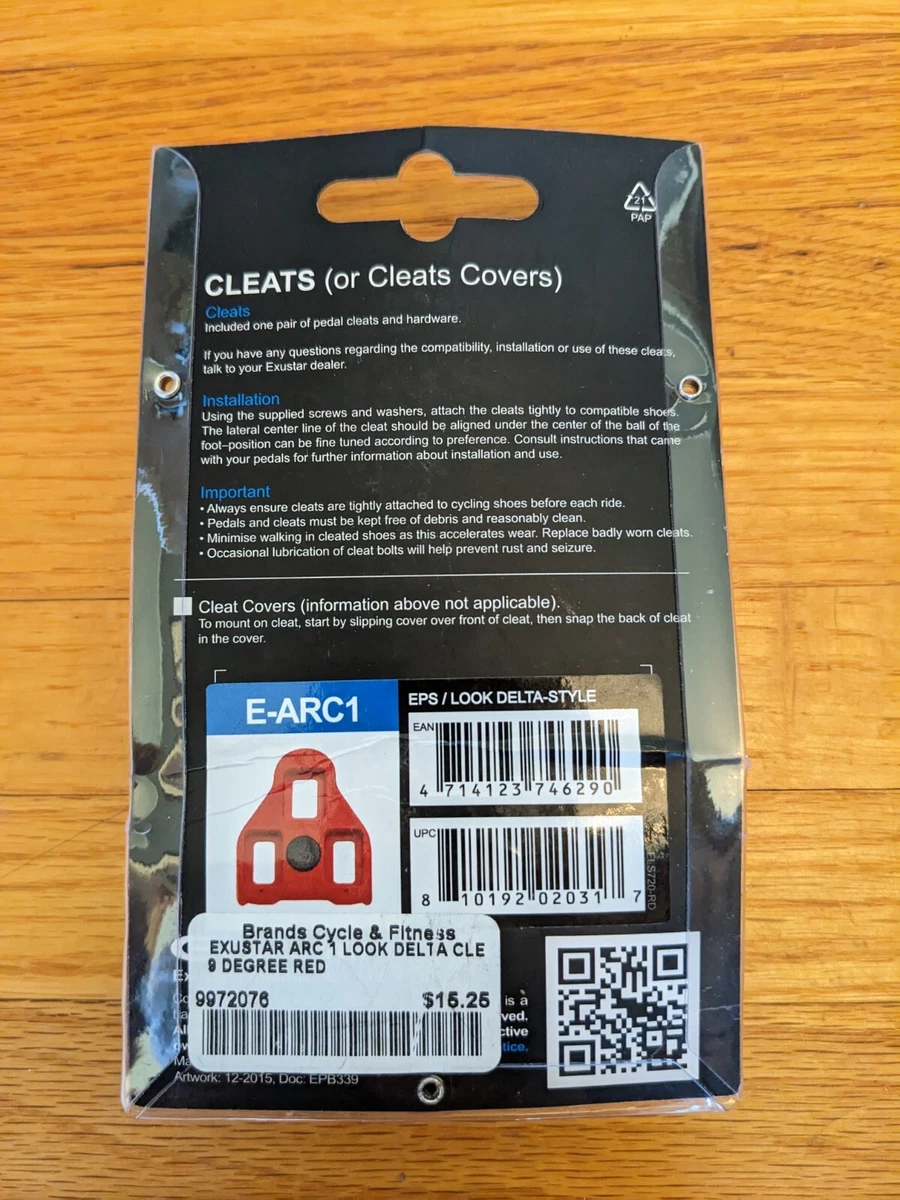 21
PAP
CLEATS (or Cleats Covers)
Cleats
Included one pair of pedal cleats and hardware.
If you have any questions regarding the compatibility, installation or use of these cleats,
talk to your Exustar dealer.
Installation
Using the supplied screws and washers, attach the cleats tightly to compatible shoes.
The lateral center line of the cleat should be aligned under the center of the ball of the
foot–position can be fine tuned according to preference. Consult instructions that came
with your pedals for further information about installation and use.
Important
• Always ensure cleats are tightly attached to cycling shoes before each ride.
• Pedals and cleats must be kept free of debris and reasonably clean.
• Minimise walking in cleated shoes as this accelerates wear. Replace badly worn cleats.
• Occasional lubrication of cleat bolts will help prevent rust and seizure.
Cleat Covers (information above not applicable).
To mount on cleat, start by slipping cover over front of cleat, then snap the back of cleat
in the cover.
E-ARC1
EPS / LOOK DELTA-STYLE
EAN
4 714123 746290
UPC
8 10192 02031 7
ELS720-RD
Brands Cycle & Fitness
EXUSTAR ARC 1 LOOK DELTA CLE
9 DEGREE RED
9972076 $15.25
is a
Artwork: 12-2015, Doc: EPB339